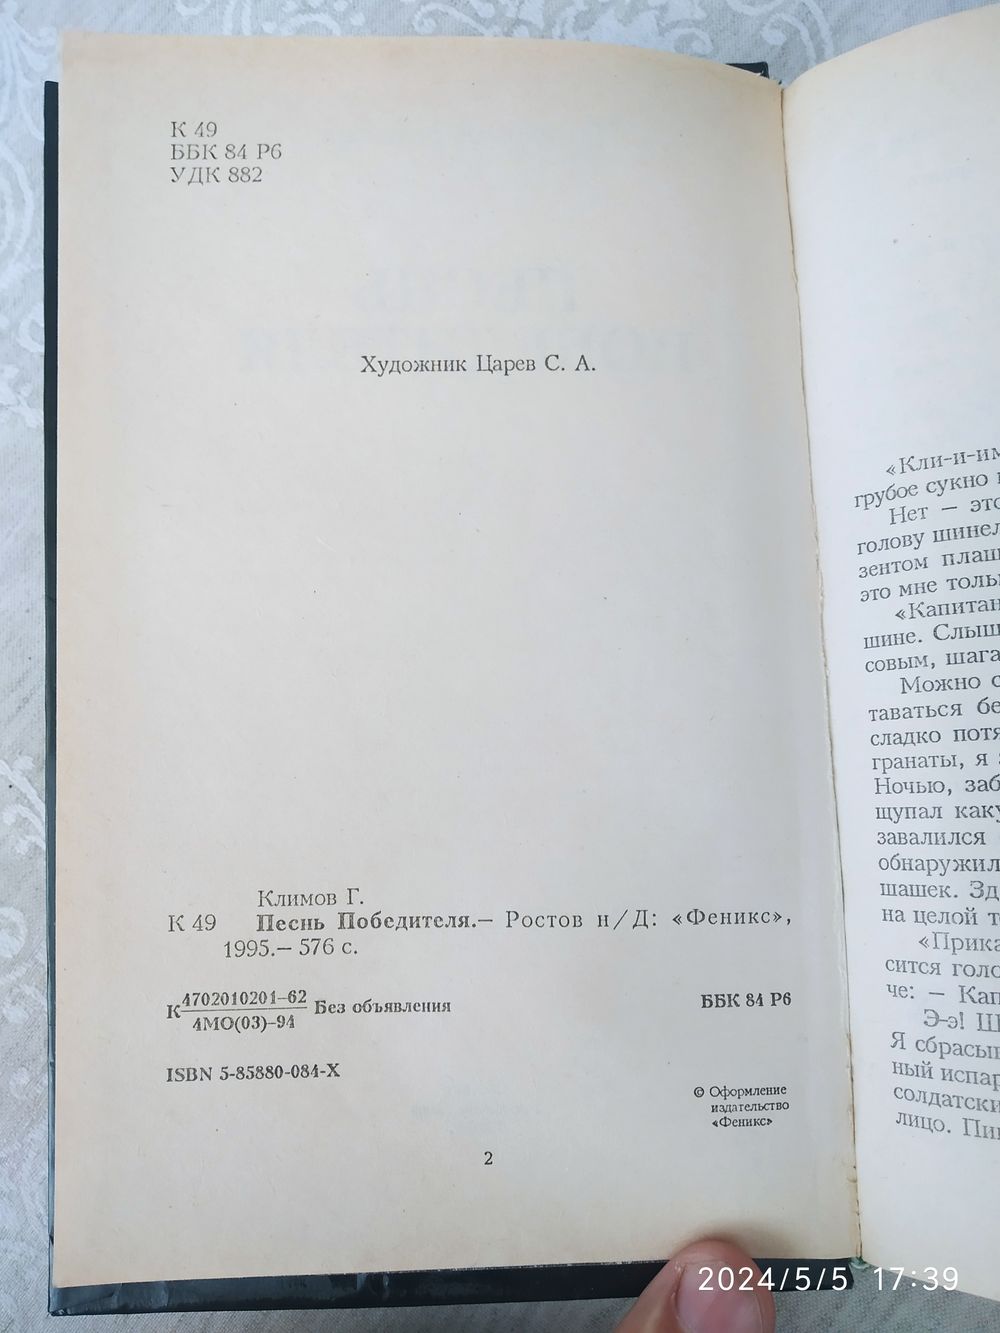 К 49
ББК 84 Р6
УДК 882
Художник Царев С. А.
Климов Г.
К 49 Песнь Победителя.— Ростов н/Д: «Феникс»,
1995.— 576 с.
К 4702010201–62 Без объявления
4МО(03)–94
ББК 84 Р6
ISBN 5-85880-084-X
© Оформление
издательство
«Феникс»
2
«Кли-и-им
грубое сукно
Нет — это
голову шинел
зентом плащ
это мне толь
«Капитан
шине. Слыш
совым, шага
Можно с
таваться бе
сладко потя
гранаты, я
Ночью, заб
щупал каку
завалился
обнаружил
шашек. Зд
на целой т
«Прика
сится голо
че: — Кап
Э-э! Ш
Я сбрасы
ный испар
солдатски
лицо. Пи
2024/5/5 17:39